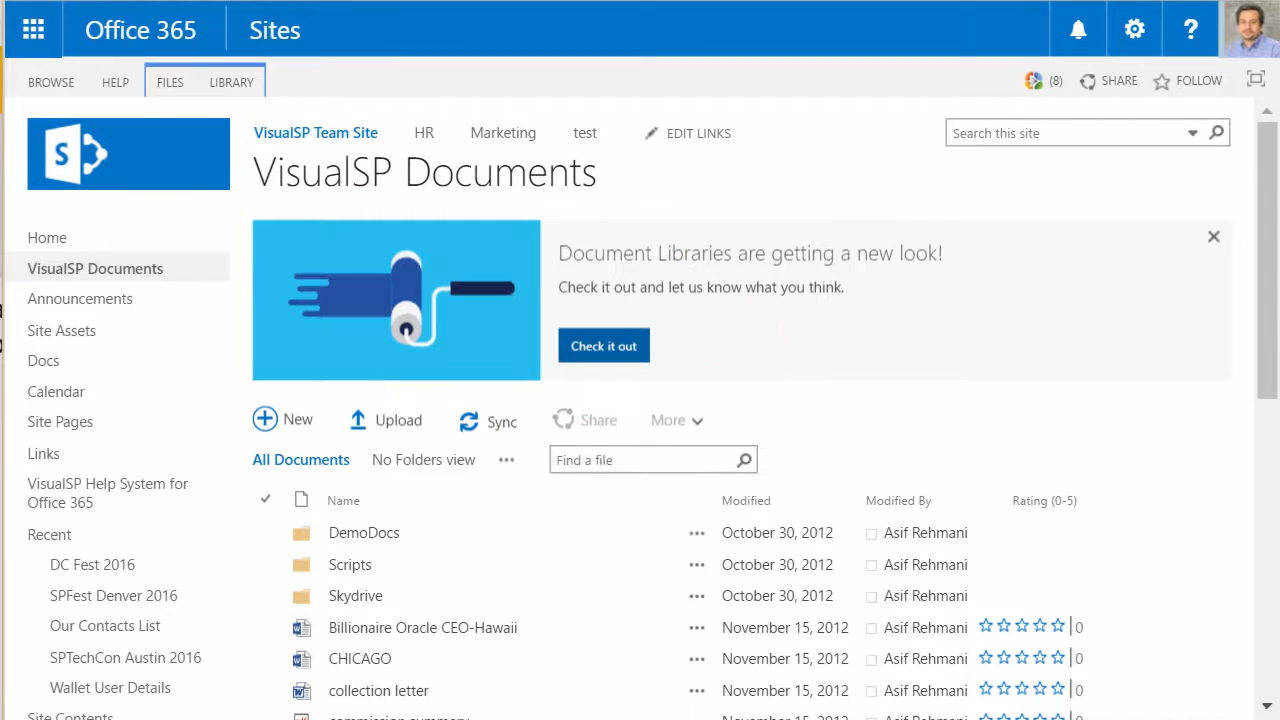 Office 365 Sites ?
BROWSE HELP FILES LIBRARY (8) SHARE FOLLOW
S
VisualSP Team Site HR Marketing test EDIT LINKS Search this site
VisualSP Documents
Document Libraries are getting a new look!
Check it out and let us know what you think.
Check it out
Home
VisualSP Documents
Announcements
Site Assets
Docs
Calendar
Site Pages
Links
VisualSP Help System for
Office 365
Recent
DC Fest 2016
SPFest Denver 2016
Our Contacts List
SPTechCon Austin 2016
Wallet User Details
Site Contents
New Upload Sync Share More
All Documents No Folders view ••• Find a file
Name Modified Modified By Rating (0-5)
DemoDocs ••• October 30, 2012 Asif Rehmani
Scripts ••• October 30, 2012 Asif Rehmani
Skydrive ••• October 30, 2012 Asif Rehmani
Billionaire Oracle CEO-Hawaii ••• November 15, 2012 Asif Rehmani 0
CHICAGO ••• November 15, 2012 Asif Rehmani 0
collection letter ••• November 15, 2012 Asif Rehmani 0